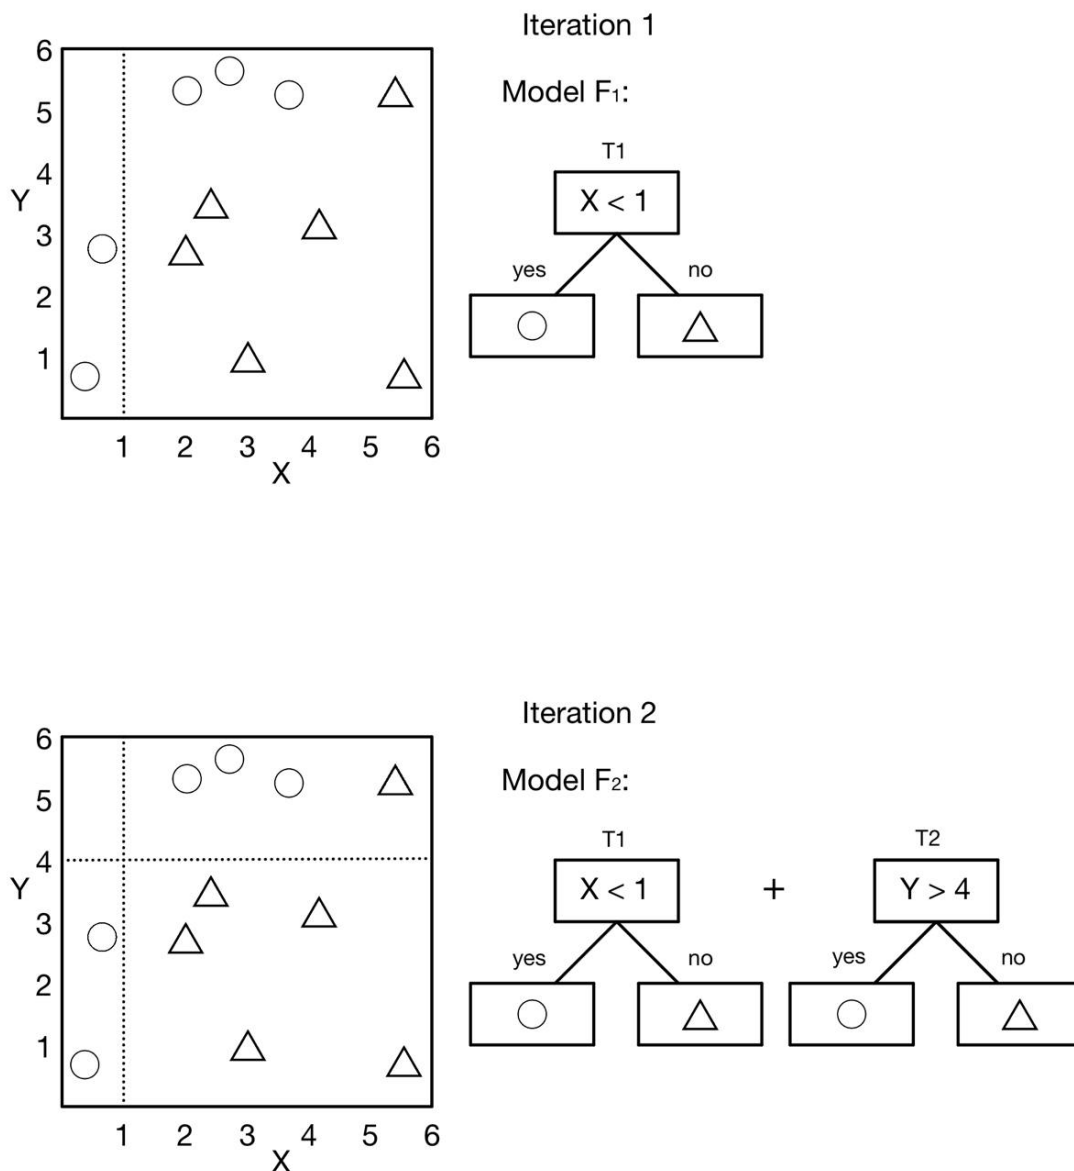 Iteration 1
Model F₁:
T1
X < 1
yes
no
6
5
4
Y
3
2
1
1 2 3 4 5 6
X
Iteration 2
Model F₂:
T1
T2
X < 1
+
Y > 4
yes
no
yes
no
6
5
4
Y
3
2
1
1 2 3 4 5 6
X